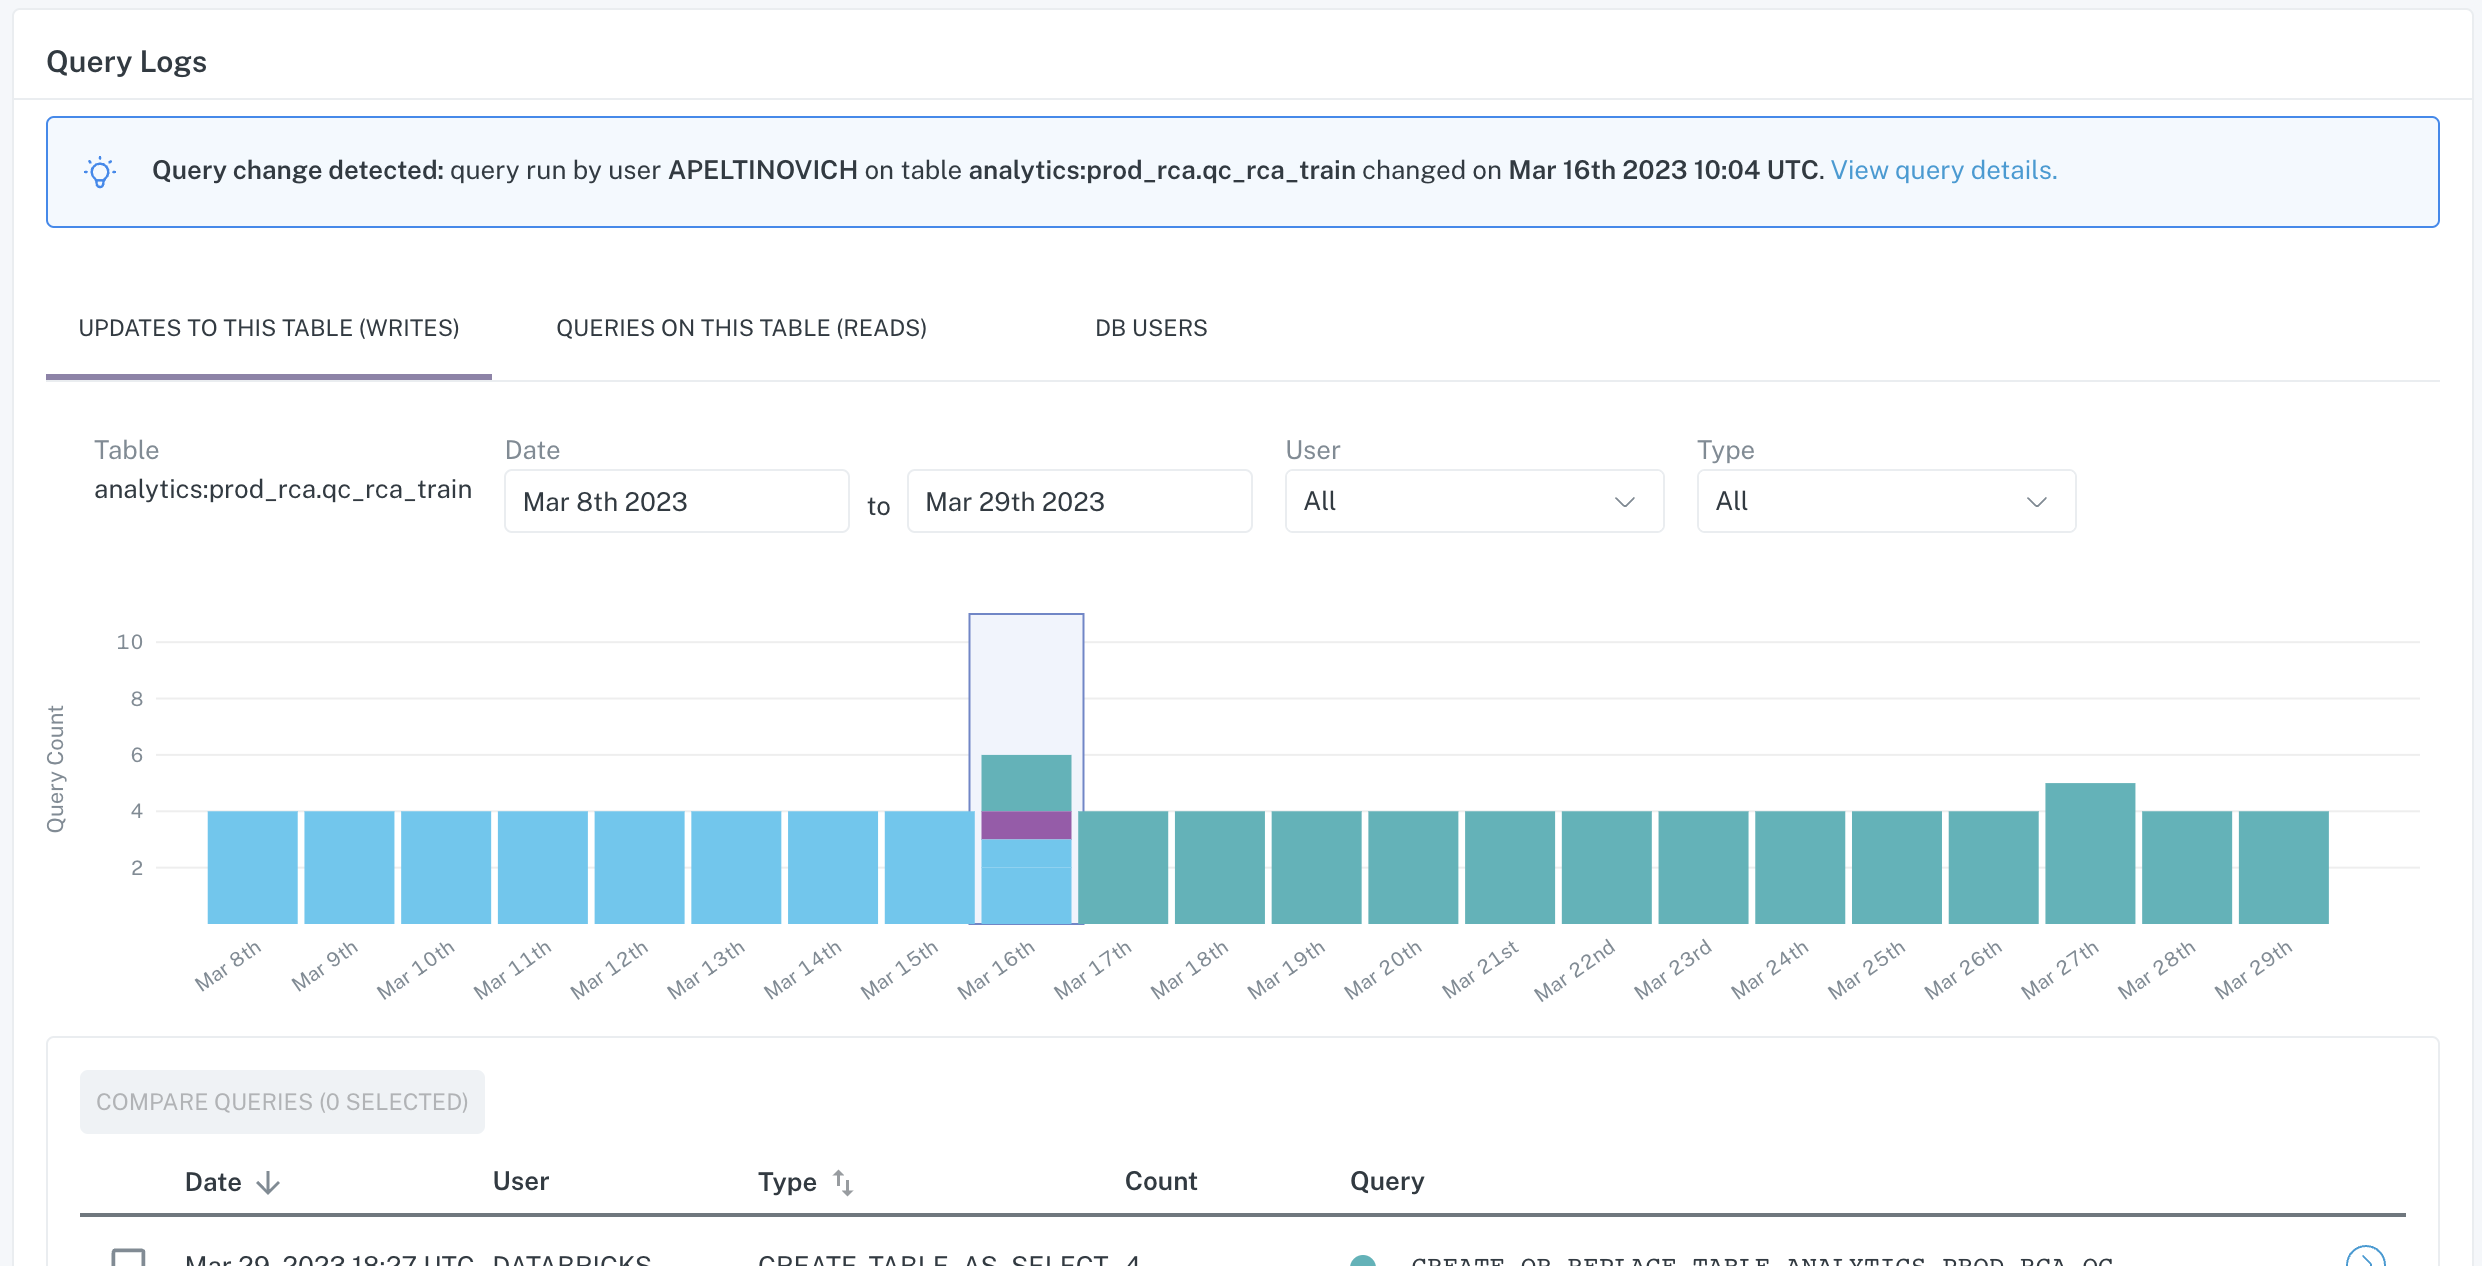 Query Logs
Query change detected: query run by user APELTINOVICH on table analytics:prod_rca.qc_rca_train changed on Mar 16th 2023 10:04 UTC. View query details.
UPDATES TO THIS TABLE (WRITES) QUERIES ON THIS TABLE (READS) DB USERS
Table Date User Type
analytics:prod_rca.qc_rca_train Mar 8th 2023 to Mar 29th 2023 All All
Query Count
10
8
6
4
2
Mar 8th Mar 9th Mar 10th Mar 11th Mar 12th Mar 13th Mar 14th Mar 15th Mar 16th Mar 17th Mar 18th Mar 19th Mar 20th Mar 21st Mar 22nd Mar 23rd Mar 24th Mar 25th Mar 26th Mar 27th Mar 28th Mar 29th
COMPARE QUERIES (0 SELECTED)
Date User Type Count Query
Mar 29, 2023 18:27 UTC DATABRICKS CREATE_TABLE_AS_SELECT 4 CREATE OR REPLACE TABLE ANALYTICS.PROD_RCA.QC